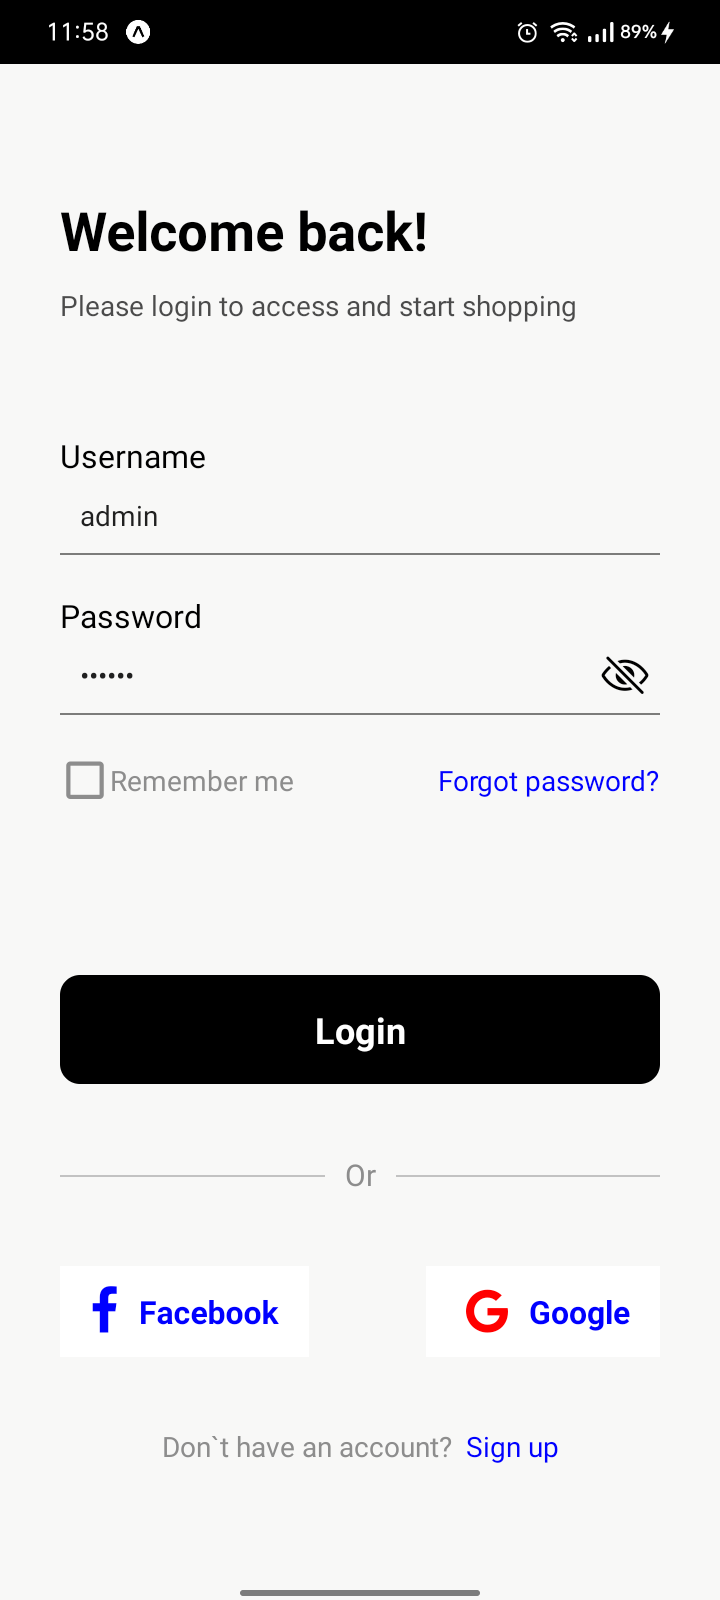 11:58 89%
Welcome back!
Please login to access and start shopping
Username
admin
Password
••••••
Remember me Forgot password?
Login
Or
Facebook Google
Don`t have an account? Sign up